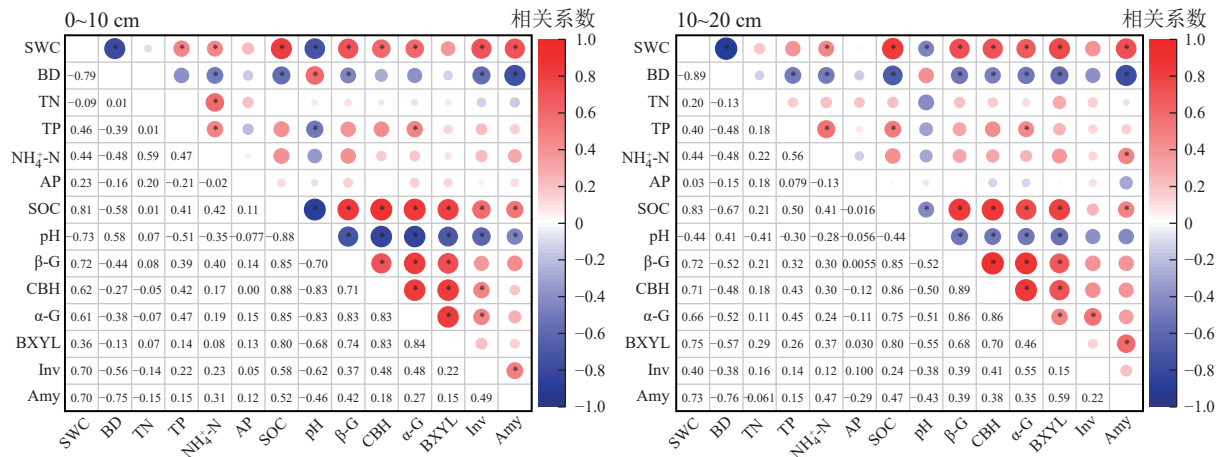 0~10 cm 相关系数
SWC * * * * * * * * * * *
BD −0.79 * * * * * *
TN −0.09 0.01 *
TP 0.46 −0.39 0.01 * * *
NH₄⁺-N 0.44 −0.48 0.59 0.47
AP 0.23 −0.16 0.20 −0.21 −0.02
SOC 0.81 −0.58 0.01 0.41 0.42 0.11 * * * * * * *
pH −0.73 0.58 0.07 −0.51 −0.35 −0.077 −0.88 * * * * * *
β-G 0.72 −0.44 0.08 0.39 0.40 0.14 0.85 −0.70 * * *
CBH 0.62 −0.27 −0.05 0.42 0.17 0.00 0.88 −0.83 0.71 * * *
α-G 0.61 −0.38 −0.07 0.47 0.19 0.15 0.85 −0.83 0.83 0.83 * *
BXYL 0.36 −0.13 0.07 0.14 0.08 0.13 0.80 −0.68 0.74 0.83 0.84
Inv 0.70 −0.56 −0.14 0.22 0.23 0.05 0.58 −0.62 0.37 0.48 0.48 0.22 *
Amy 0.70 −0.75 −0.15 0.15 0.31 0.12 0.52 −0.46 0.42 0.18 0.27 0.15 0.49
SWC BD TN TP NH₄⁺-N AP SOC pH β-G CBH α-G BXYL Inv Amy
1.0
0.8
0.6
0.4
0.2
0
−0.2
−0.4
−0.6
−0.8
−1.0
10~20 cm 相关系数
SWC * * * * * * * * *
BD −0.89 * * * * * * * *
TN 0.20 −0.13
TP 0.40 −0.48 0.18 * * *
NH₄⁺-N 0.44 −0.48 0.22 0.56 *
AP 0.03 −0.15 0.18 0.079 −0.13
SOC 0.83 −0.67 0.21 0.50 0.41 −0.016 * * * * * *
pH −0.44 0.41 −0.41 −0.30 −0.28 −0.056 −0.44 * * * *
β-G 0.72 −0.52 0.21 0.32 0.30 0.0055 0.85 −0.52 * * *
CBH 0.71 −0.48 0.18 0.43 0.30 −0.12 0.86 −0.50 0.89 * *
α-G 0.66 −0.52 0.11 0.45 0.24 −0.11 0.75 −0.51 0.86 0.86 * *
BXYL 0.75 −0.57 0.29 0.26 0.37 0.030 0.80 −0.55 0.68 0.70 0.46 *
Inv 0.40 −0.38 0.16 0.14 0.12 0.100 0.24 −0.38 0.39 0.41 0.55 0.15
Amy 0.73 −0.76 −0.061 0.15 0.47 −0.29 0.47 −0.43 0.39 0.38 0.35 0.59 0.22
SWC BD TN TP NH₄⁺-N AP SOC pH β-G CBH α-G BXYL Inv Amy
1.0
0.8
0.6
0.4
0.2
0
−0.2
−0.4
−0.6
−0.8
−1.0